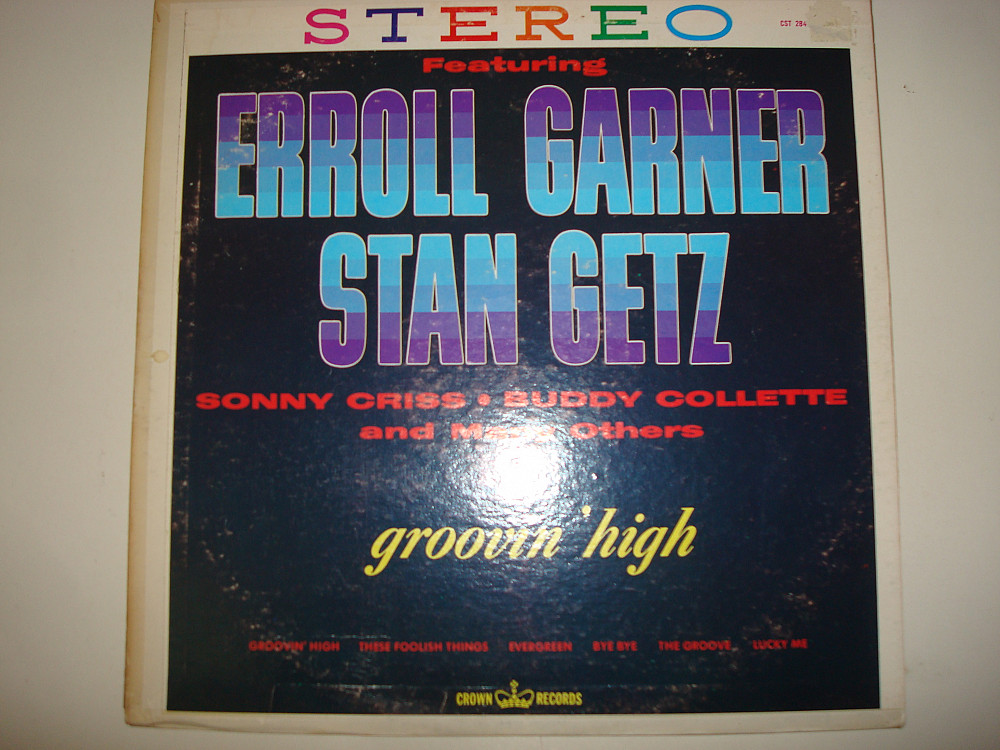 STEREO
CST 284
Featuring
ERROLL GARNER
STAN GETZ
SONNY CRISS • BUDDY COLLETTE
and Many Others
groovin' high
GROOVIN' HIGH THESE FOOLISH THINGS EVERGREEN BYE BYE THE GROOVE LUCKY ME
CROWN RECORDS